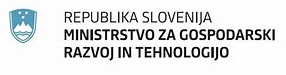 REPUBLIKA SLOVENIJA
MINISTRSTVO ZA GOSPODARSKI
RAZVOJ IN TEHNOLOGIJO